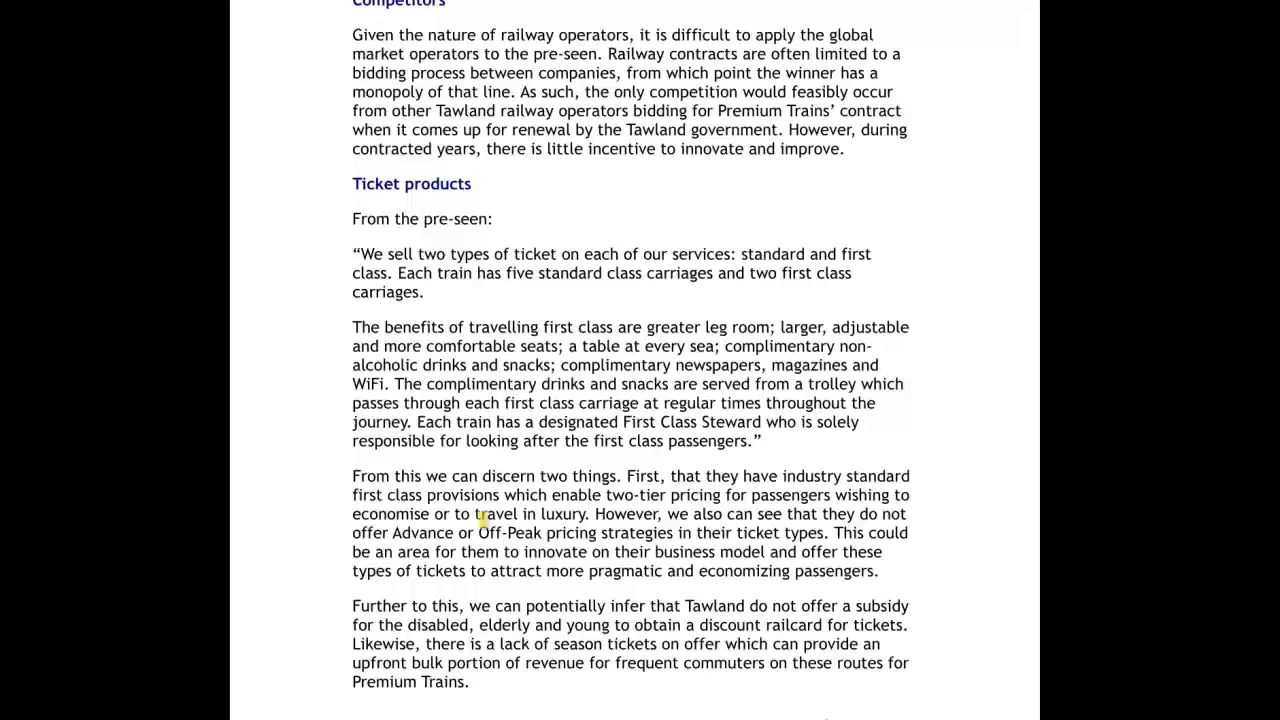 Competitors
Given the nature of railway operators, it is difficult to apply the global
market operators to the pre-seen. Railway contracts are often limited to a
bidding process between companies, from which point the winner has a
monopoly of that line. As such, the only competition would feasibly occur
from other Tawland railway operators bidding for Premium Trains’ contract
when it comes up for renewal by the Tawland government. However, during
contracted years, there is little incentive to innovate and improve.
Ticket products
From the pre-seen:
“We sell two types of ticket on each of our services: standard and first
class. Each train has five standard class carriages and two first class
carriages.
The benefits of travelling first class are greater leg room; larger, adjustable
and more comfortable seats; a table at every sea; complimentary non-
alcoholic drinks and snacks; complimentary newspapers, magazines and
WiFi. The complimentary drinks and snacks are served from a trolley which
passes through each first class carriage at regular times throughout the
journey. Each train has a designated First Class Steward who is solely
responsible for looking after the first class passengers.”
From this we can discern two things. First, that they have industry standard
first class provisions which enable two-tier pricing for passengers wishing to
economise or to travel in luxury. However, we also can see that they do not
offer Advance or Off-Peak pricing strategies in their ticket types. This could
be an area for them to innovate on their business model and offer these
types of tickets to attract more pragmatic and economizing passengers.
Further to this, we can potentially infer that Tawland do not offer a subsidy
for the disabled, elderly and young to obtain a discount railcard for tickets.
Likewise, there is a lack of season tickets on offer which can provide an
upfront bulk portion of revenue for frequent commuters on these routes for
Premium Trains.